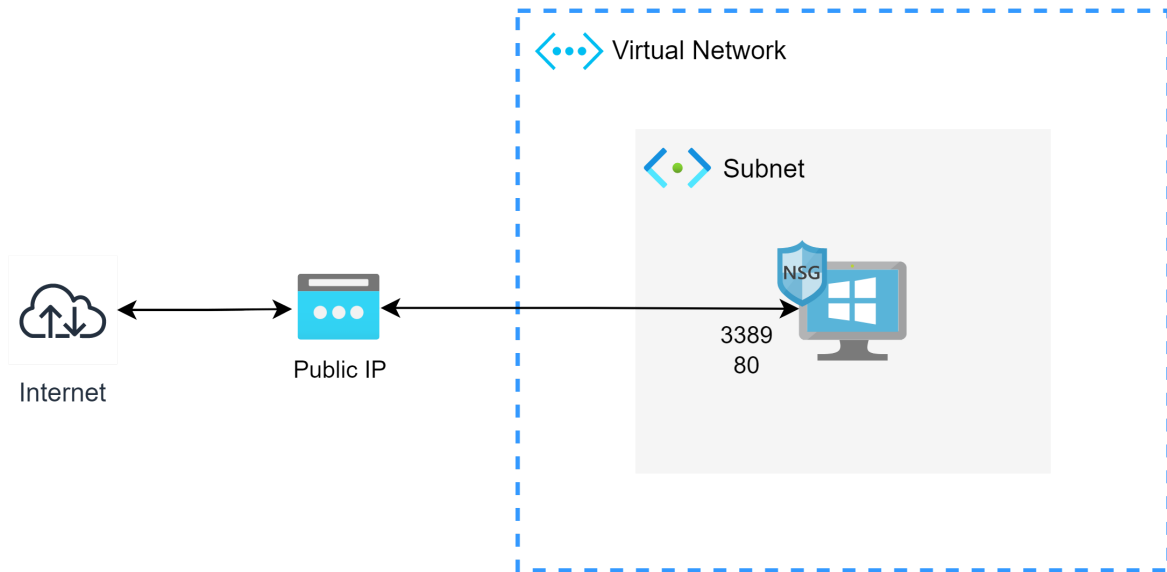 Virtual Network
Subnet
NSG
3389
80
Public IP
Internet